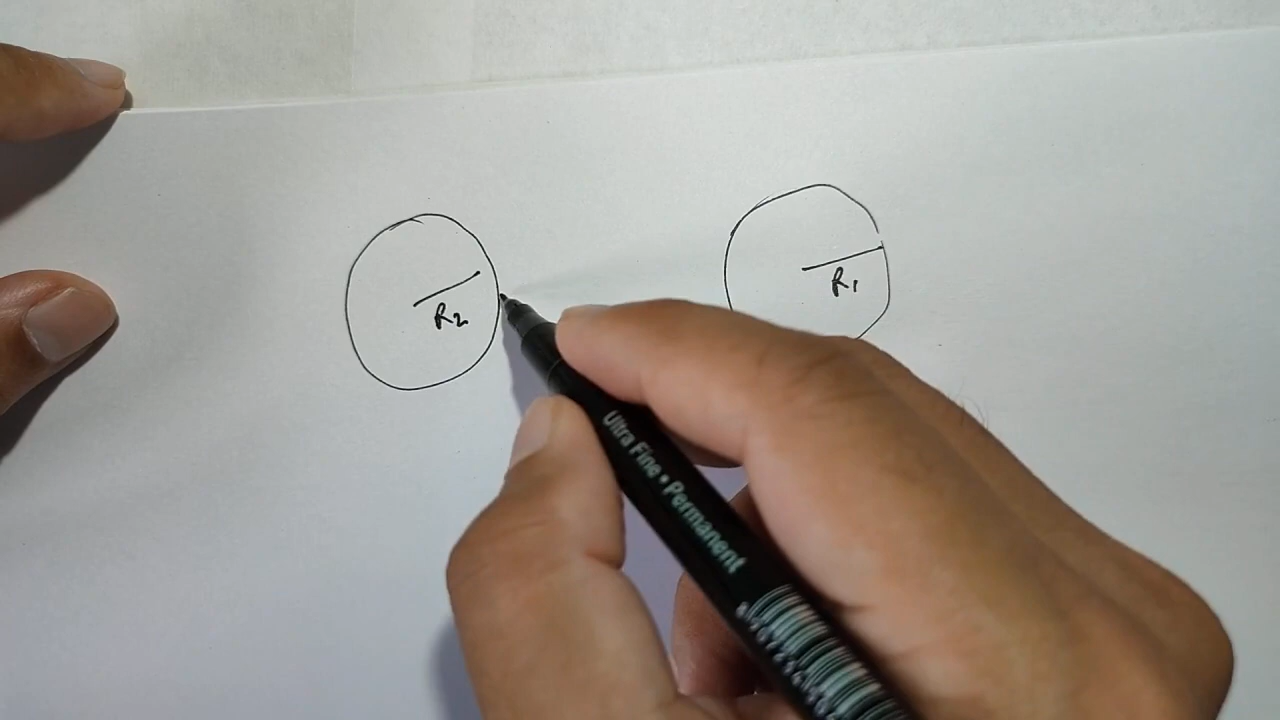 R₂
R₁
Ultra Fine • Permanent